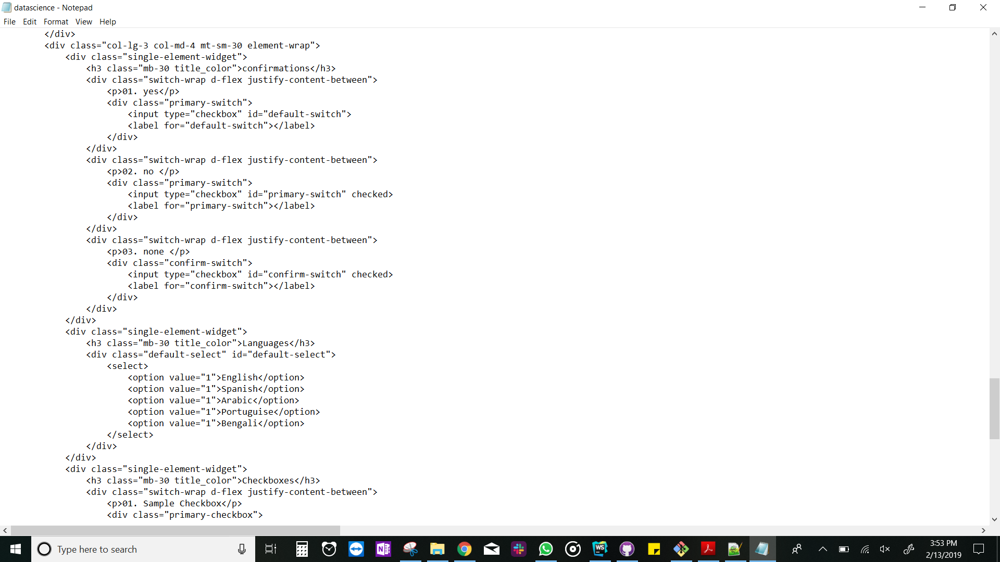 datascience - Notepad
File Edit Format View Help
</div>
<div class="col-lg-3 col-md-4 mt-sm-30 element-wrap">
<div class="single-element-widget">
<h3 class="mb-30 title_color">confirmations</h3>
<div class="switch-wrap d-flex justify-content-between">
<p>01. yes</p>
<div class="primary-switch">
<input type="checkbox" id="default-switch">
<label for="default-switch"></label>
</div>
</div>
<div class="switch-wrap d-flex justify-content-between">
<p>02. no </p>
<div class="primary-switch">
<input type="checkbox" id="primary-switch" checked>
<label for="primary-switch"></label>
</div>
</div>
<div class="switch-wrap d-flex justify-content-between">
<p>03. none </p>
<div class="confirm-switch">
<input type="checkbox" id="confirm-switch" checked>
<label for="confirm-switch"></label>
</div>
</div>
</div>
<div class="single-element-widget">
<h3 class="mb-30 title_color">Languages</h3>
<div class="default-select" id="default-select">
<select>
<option value="1">English</option>
<option value="1">Spanish</option>
<option value="1">Arabic</option>
<option value="1">Portuguise</option>
<option value="1">Bengali</option>
</select>
</div>
</div>
<div class="single-element-widget">
<h3 class="mb-30 title_color">Checkboxes</h3>
<div class="switch-wrap d-flex justify-content-between">
<p>01. Sample Checkbox</p>
<div class="primary-checkbox">
Type here to search
N
WS
3:53 PM
2/13/2019